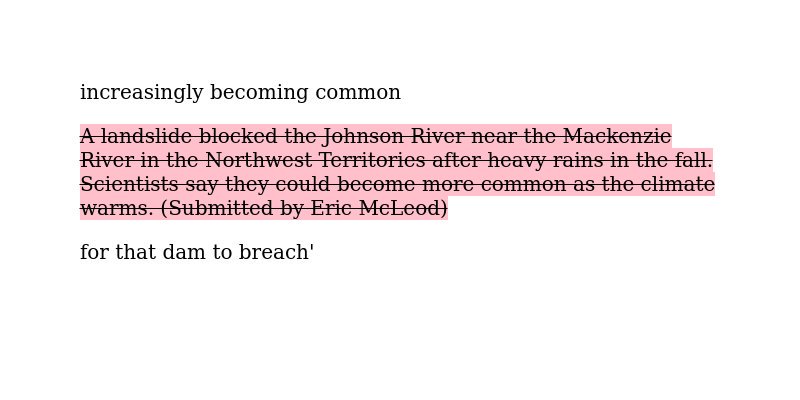 increasingly becoming common
A landslide blocked the Johnson River near the Mackenzie
River in the Northwest Territories after heavy rains in the fall.
Scientists say they could become more common as the climate
warms. (Submitted by Eric McLeod)
for that dam to breach'